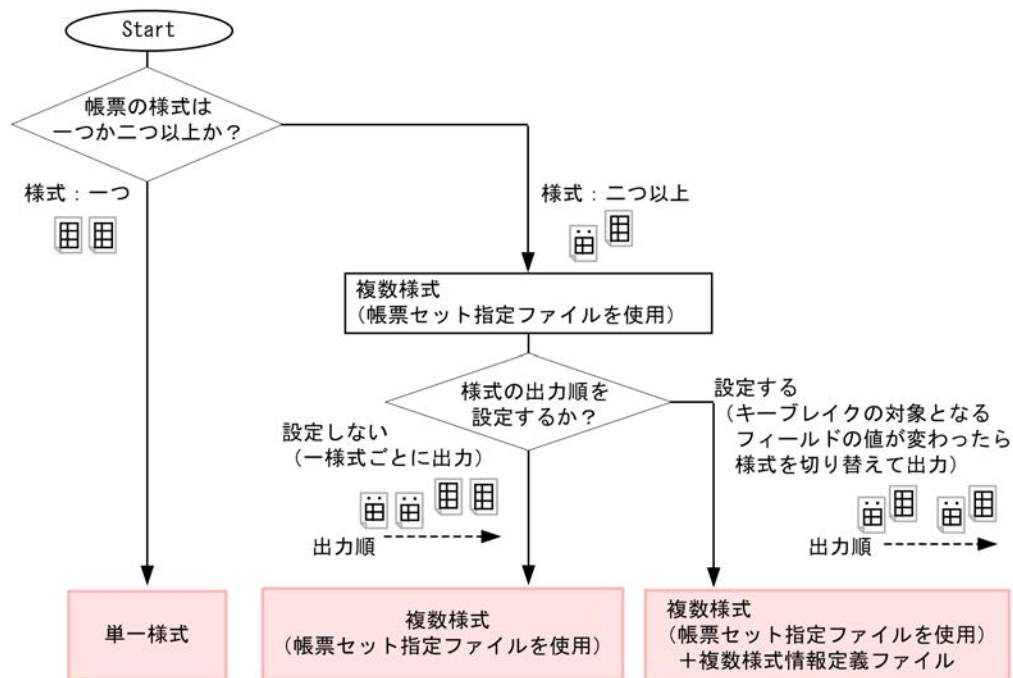 Start
帳票の様式は
一つか二つ以上か？
様式：一つ
様式：二つ以上
複数様式
（帳票セット指定ファイルを使用）
様式の出力順を
設定するか？
設定しない
（一様式ごとに出力）
出力順
設定する
（キーブレイクの対象となる
フィールドの値が変わったら
様式を切り替えて出力）
出力順
単一様式
複数様式
（帳票セット指定ファイルを使用）
複数様式
（帳票セット指定ファイルを使用）
＋複数様式情報定義ファイル